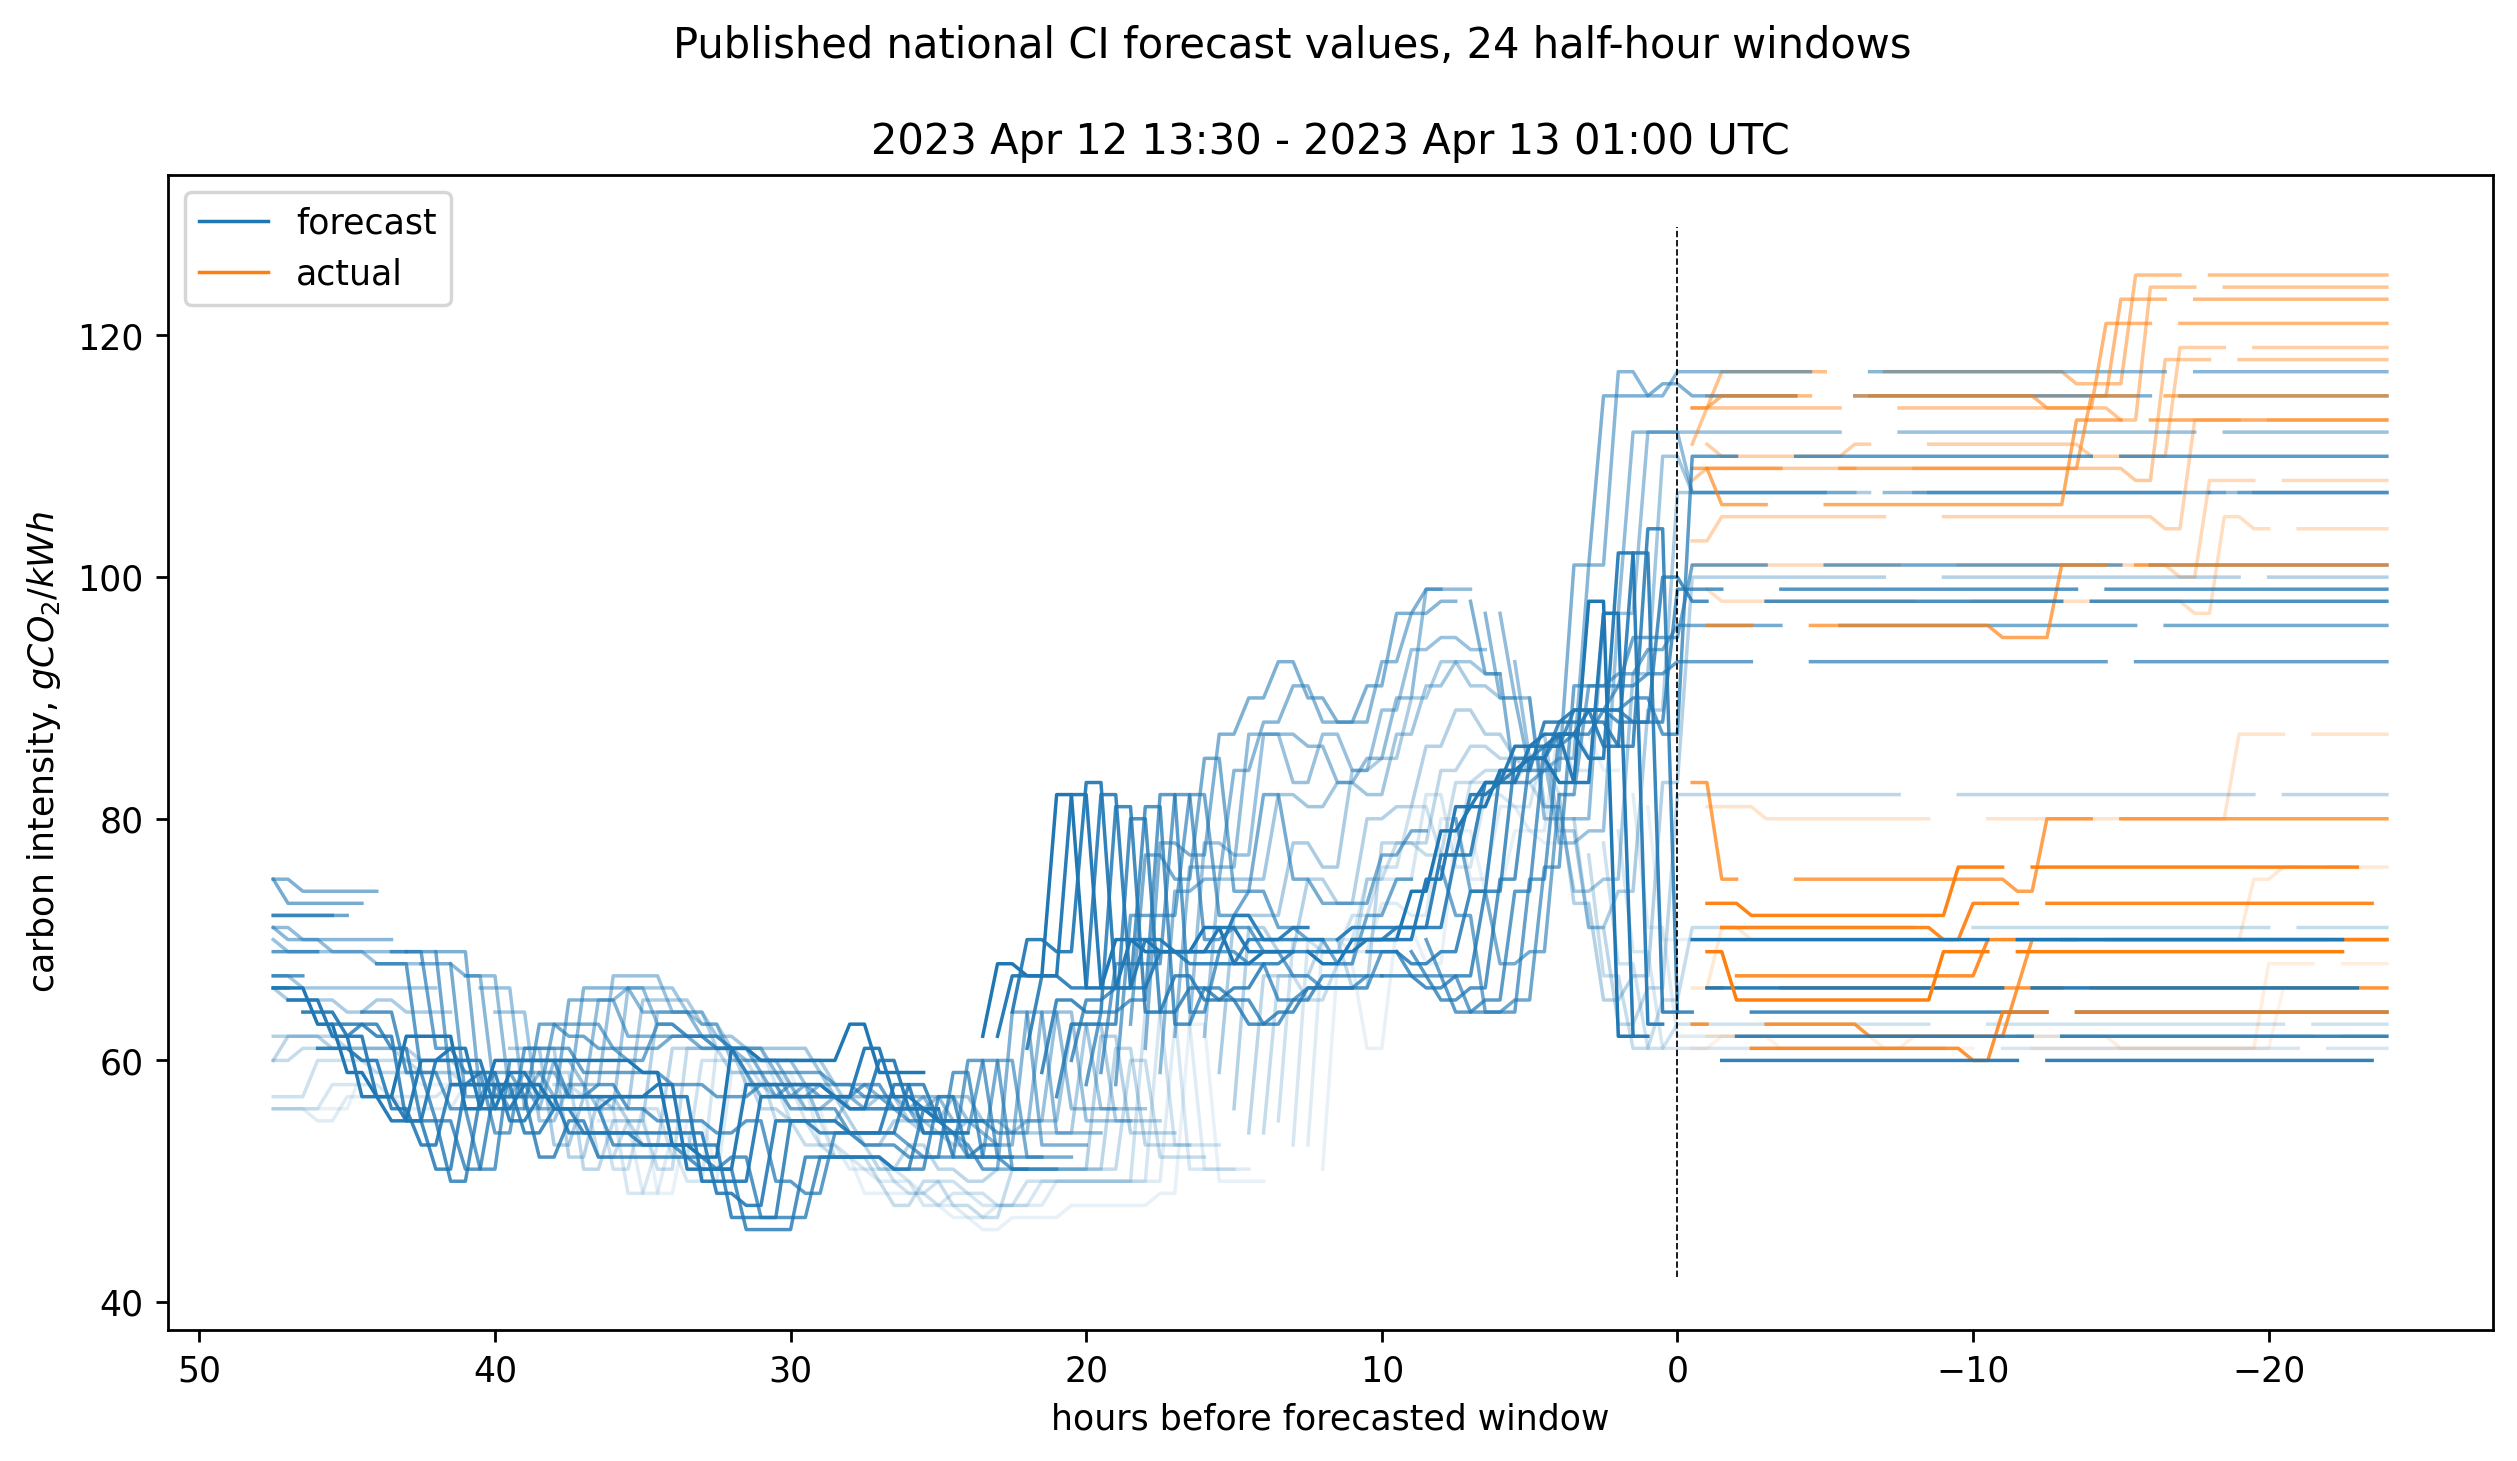 Published national CI forecast values, 24 half-hour windows
2023 Apr 12 13:30 - 2023 Apr 13 01:00 UTC
forecast
actual
carbon intensity, gCO₂/kWh
120
100
80
60
40
50 40 30 20 10 0 −10 −20
hours before forecasted window